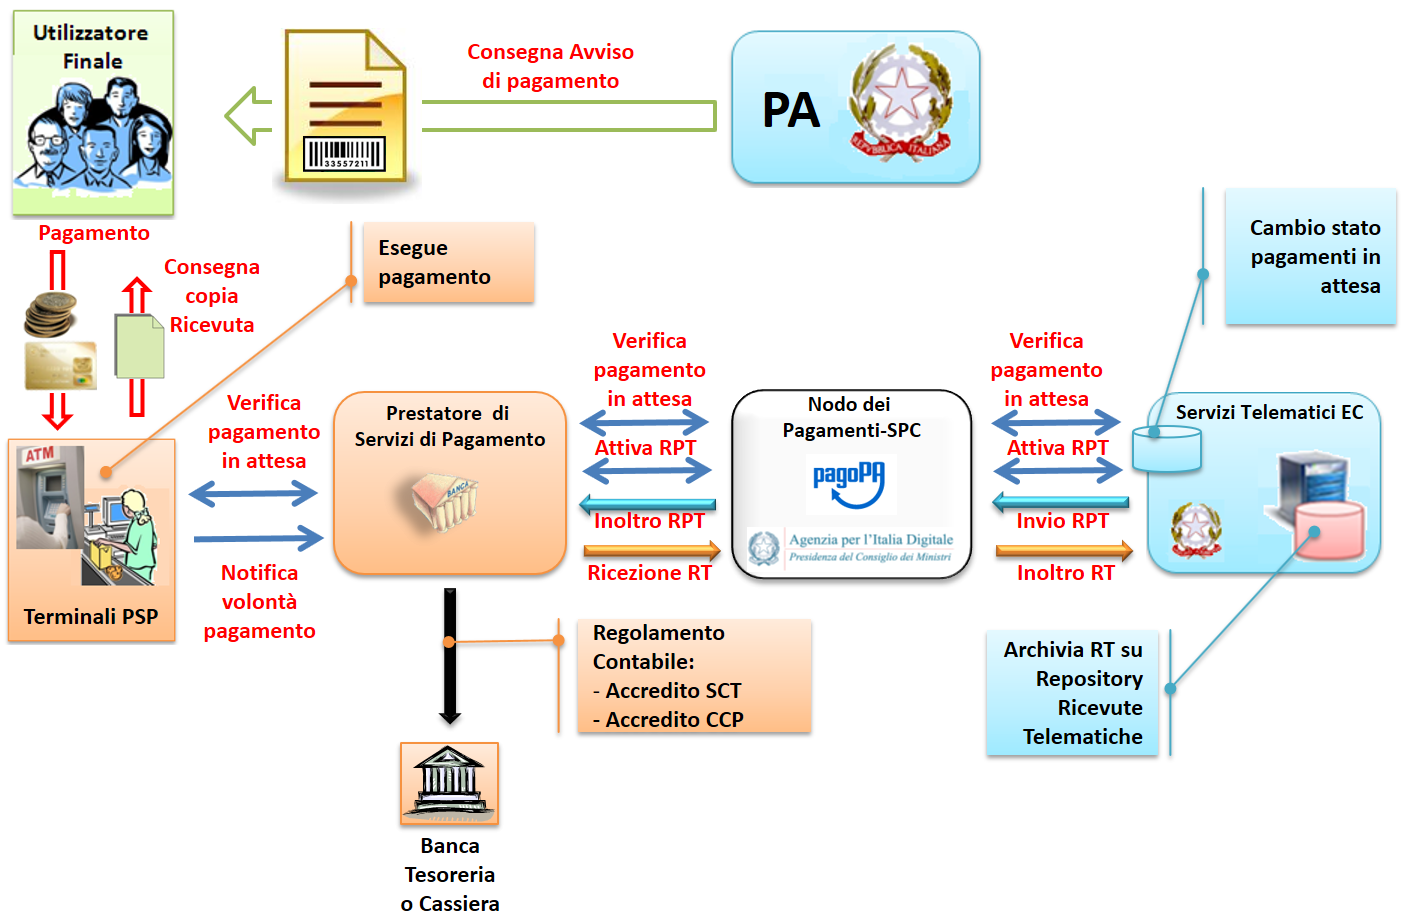 Utilizzatore
Finale
Consegna Avviso
di pagamento
PA
REPVBBLICA ITALIANA
33557211
Pagamento
Consegna
copia
Ricevuta
Esegue
pagamento
Cambio stato
pagamenti in
attesa
Verifica
pagamento
in attesa
ATM
Terminali PSP
Notifica
volontà
pagamento
Prestatore di
Servizi di Pagamento
BANCA
Verifica
pagamento
in attesa
Attiva RPT
Inoltro RPT
Ricezione RT
Nodo dei
Pagamenti-SPC
pagoPA
Agenzia per l'Italia Digitale
Presidenza del Consiglio dei Ministri
Verifica
pagamento
in attesa
Attiva RPT
Invio RPT
Inoltro RT
Servizi Telematici EC
Regolamento
Contabile:
- Accredito SCT
- Accredito CCP
Archivia RT su
Repository
Ricevute
Telematiche
Banca
Tesoreria
o Cassiera